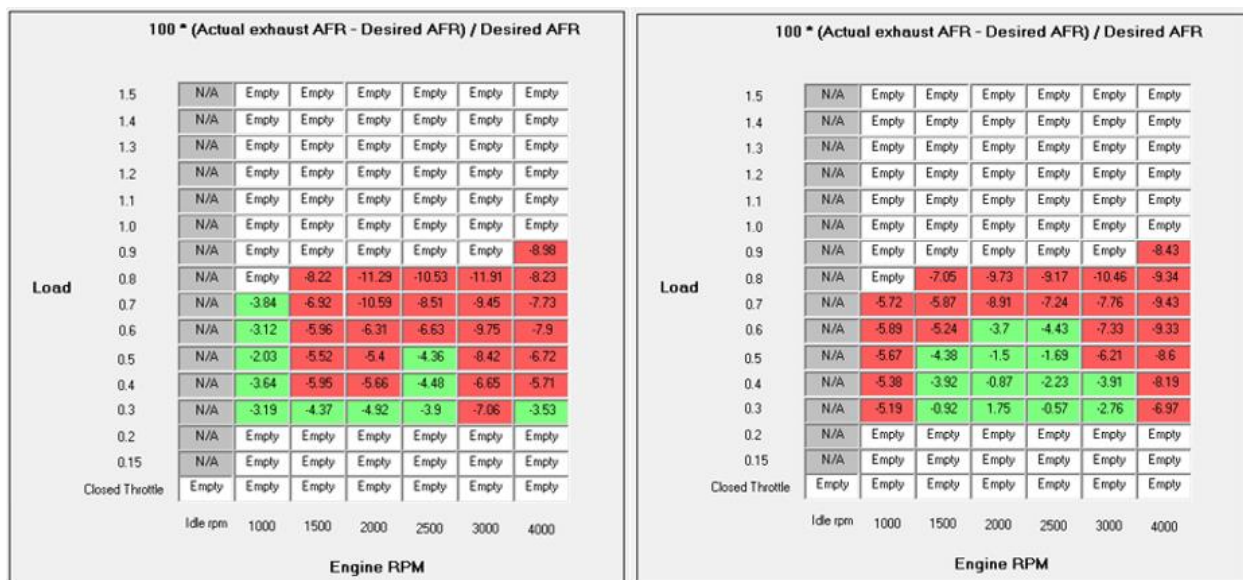 100 * (Actual exhaust AFR - Desired AFR) / Desired AFR
1.5 N/A Empty Empty Empty Empty Empty Empty
1.4 N/A Empty Empty Empty Empty Empty Empty
1.3 N/A Empty Empty Empty Empty Empty Empty
1.2 N/A Empty Empty Empty Empty Empty Empty
1.1 N/A Empty Empty Empty Empty Empty Empty
1.0 N/A Empty Empty Empty Empty Empty Empty
0.9 N/A Empty Empty Empty Empty Empty -8.98
Load
0.8 N/A Empty -8.22 -11.29 -10.53 -11.91 -8.23
0.7 N/A -3.84 -6.92 -10.59 -8.51 -9.45 -7.73
0.6 N/A -3.12 -5.96 -6.31 -6.63 -9.75 -7.9
0.5 N/A -2.03 -5.52 -5.4 -4.36 -8.42 -6.72
0.4 N/A -3.64 -5.95 -5.66 -4.48 -6.65 -5.71
0.3 N/A -3.19 -4.37 -4.92 -3.9 -7.06 -3.53
0.2 N/A Empty Empty Empty Empty Empty Empty
0.15 N/A Empty Empty Empty Empty Empty Empty
Closed Throttle Empty Empty Empty Empty Empty Empty Empty
Idle rpm 1000 1500 2000 2500 3000 4000
Engine RPM
100 * (Actual exhaust AFR - Desired AFR) / Desired AFR
1.5 N/A Empty Empty Empty Empty Empty Empty
1.4 N/A Empty Empty Empty Empty Empty Empty
1.3 N/A Empty Empty Empty Empty Empty Empty
1.2 N/A Empty Empty Empty Empty Empty Empty
1.1 N/A Empty Empty Empty Empty Empty Empty
1.0 N/A Empty Empty Empty Empty Empty Empty
0.9 N/A Empty Empty Empty Empty Empty -8.43
Load
0.8 N/A Empty -7.05 -9.73 -9.17 -10.46 -9.34
0.7 N/A -5.72 -5.87 -8.91 -7.24 -7.76 -9.43
0.6 N/A -5.89 -5.24 -3.7 -4.43 -7.33 -9.33
0.5 N/A -5.67 -4.38 -1.5 -1.69 -6.21 -8.6
0.4 N/A -5.38 -3.92 -0.87 -2.23 -3.91 -8.19
0.3 N/A -5.19 -0.92 1.75 -0.57 -2.76 -6.97
0.2 N/A Empty Empty Empty Empty Empty Empty
0.15 N/A Empty Empty Empty Empty Empty Empty
Closed Throttle Empty Empty Empty Empty Empty Empty Empty
Idle rpm 1000 1500 2000 2500 3000 4000
Engine RPM